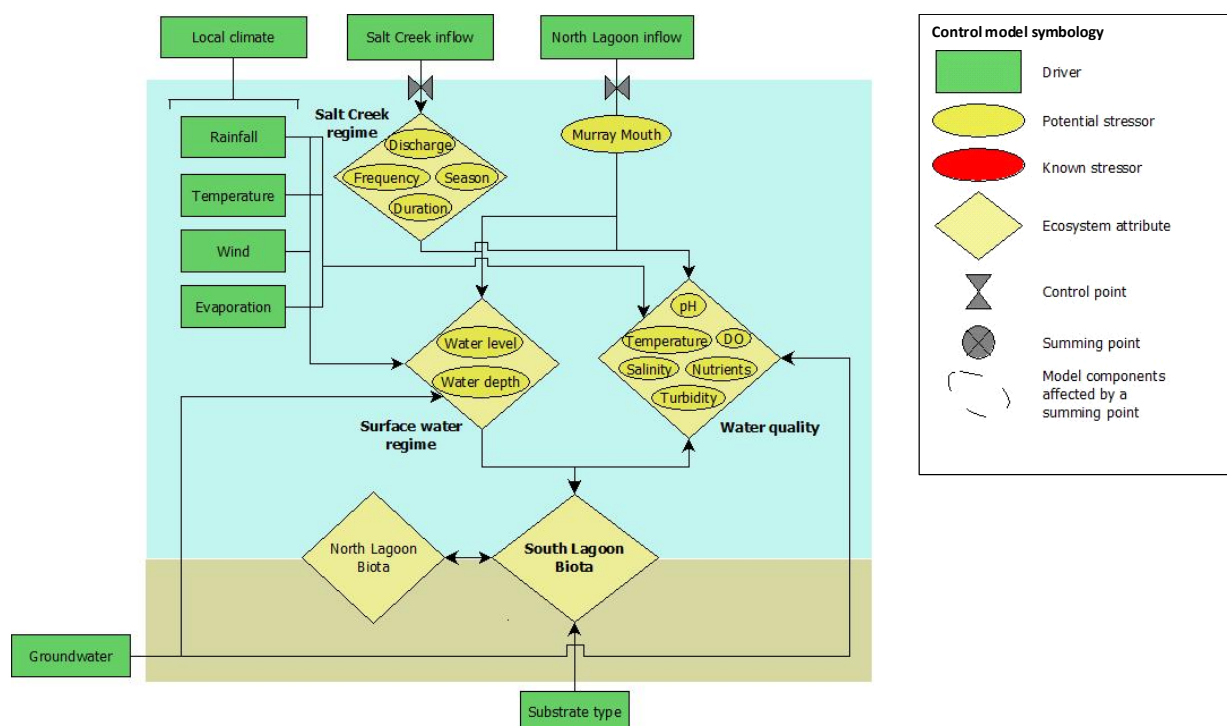 Local climate
Salt Creek inflow
North Lagoon inflow
Salt Creek
regime
Rainfall
Temperature
Wind
Evaporation
Discharge
Frequency
Season
Duration
Murray Mouth
Water level
Water depth
Surface water
regime
pH
Temperature
DO
Salinity
Nutrients
Turbidity
Water quality
North Lagoon
Biota
South Lagoon
Biota
Groundwater
Substrate type
Control model symbology
Driver
Potential stressor
Known stressor
Ecosystem attribute
Control point
Summing point
Model components
affected by a
summing point